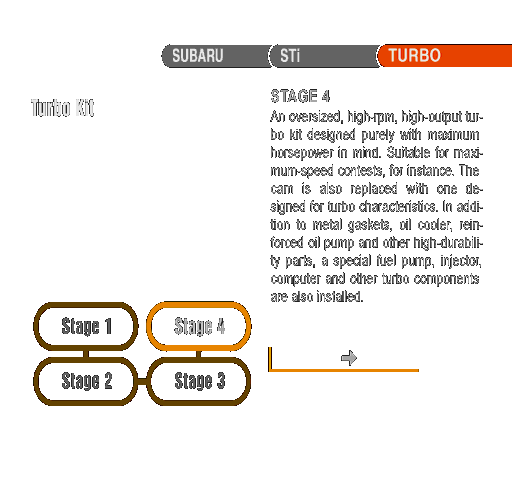 SUBARU STi TURBO
Turbo Kit
STAGE 4
An oversized, high-rpm, high-output tur-
bo kit designed purely with maximum
horsepower in mind. Suitable for maxi-
mum-speed contests, for instance. The
cam is also replaced with one de-
signed for turbo characteristics. In addi-
tion to metal gaskets, oil cooler, rein-
forced oil pump and other high-durabili-
ty parts, a special fuel pump, injector,
computer and other turbo components
are also installed.
Stage 1 Stage 4
Stage 2 Stage 3